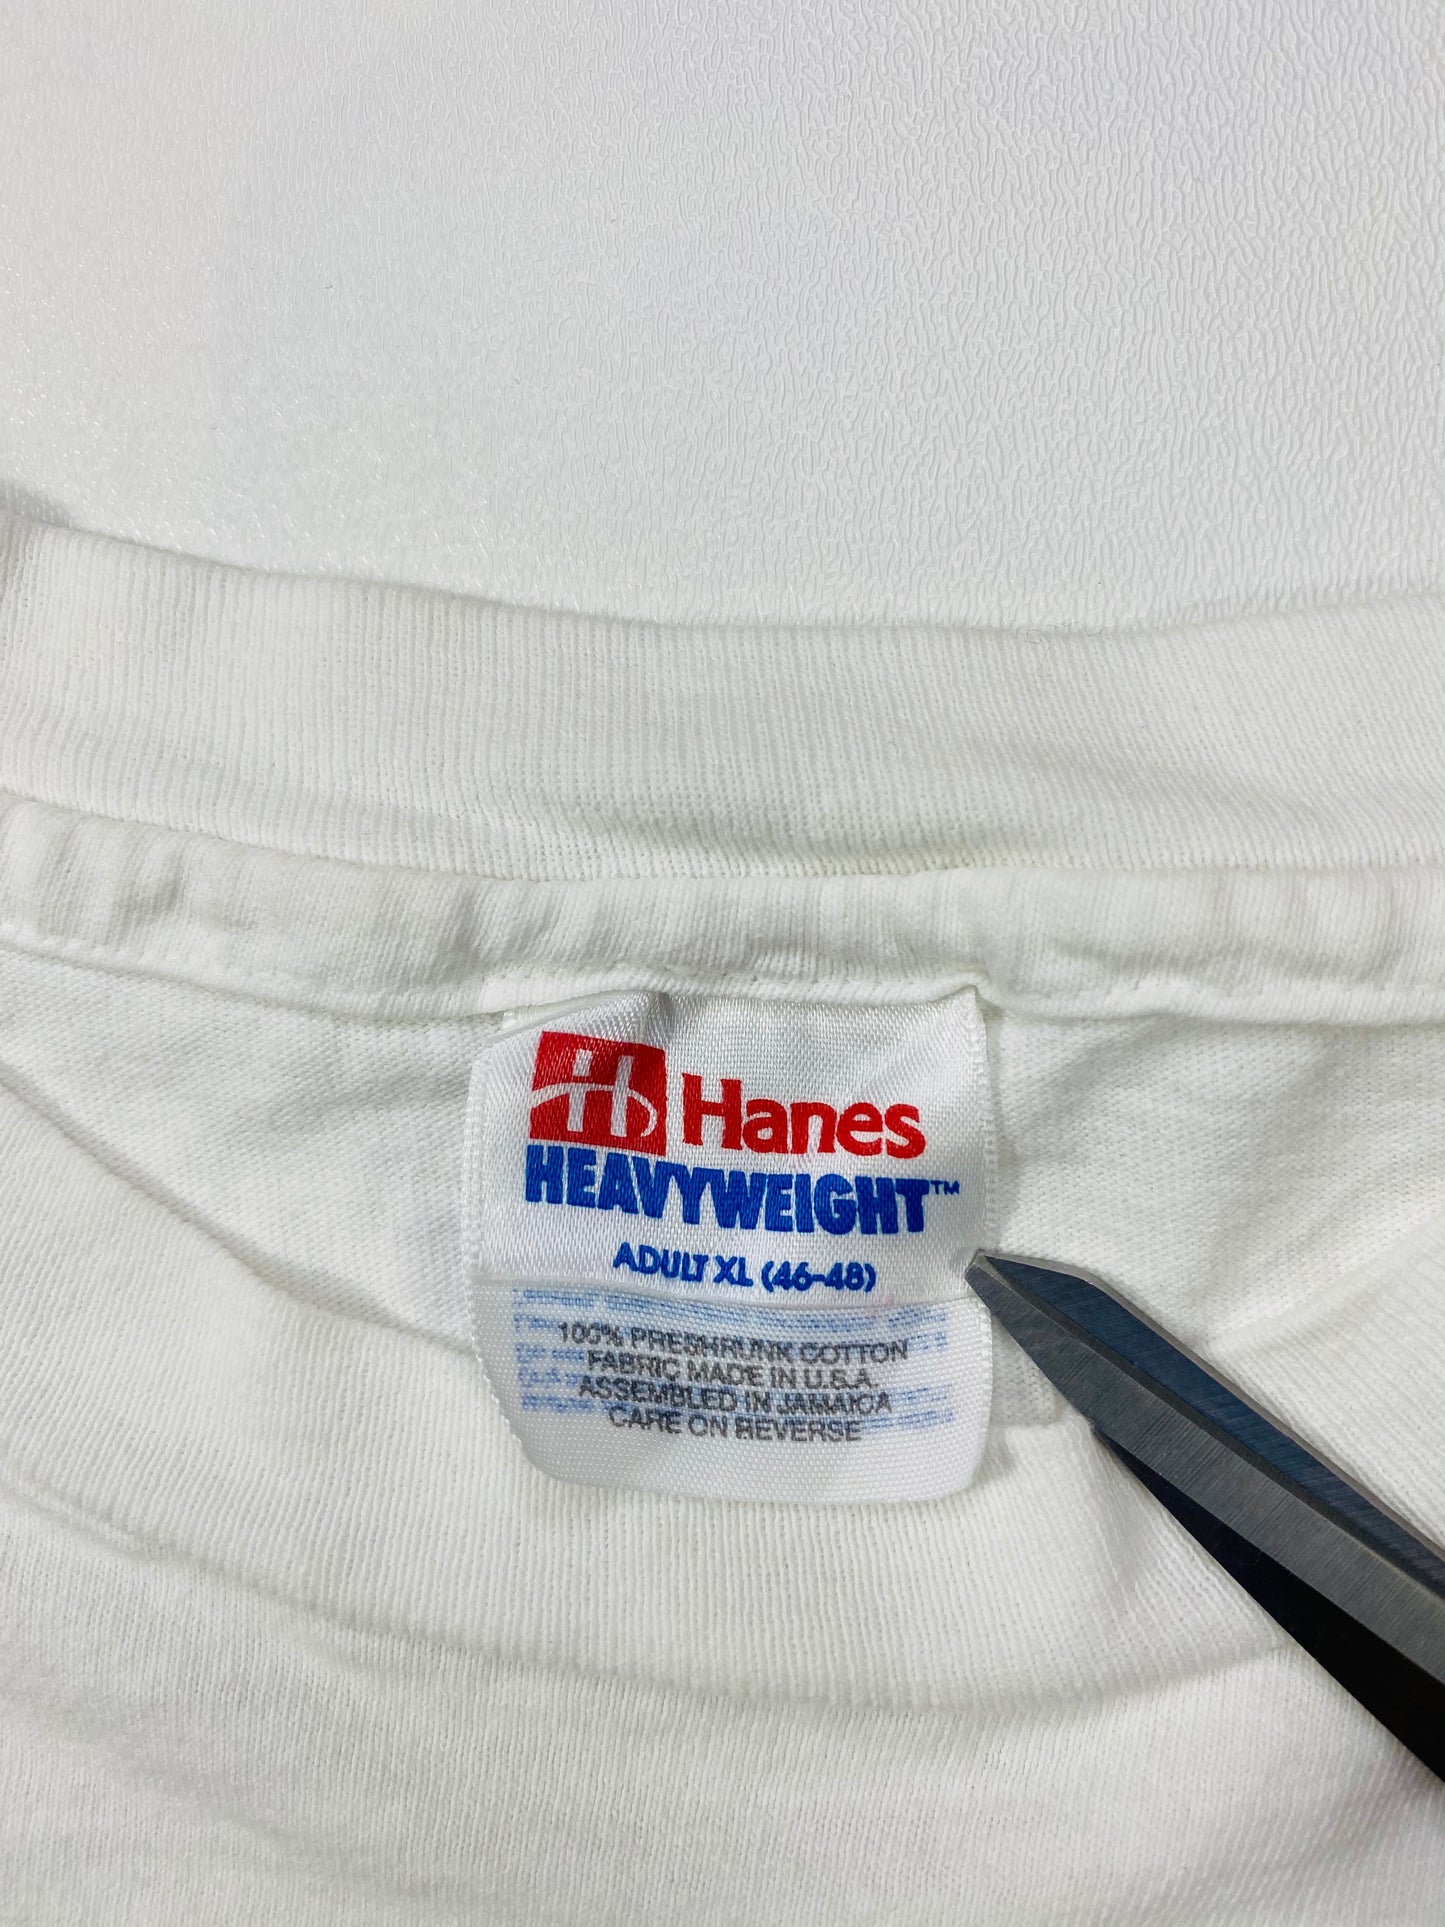 Hanes
HEAVYWEIGHT™
ADULT XL (46-48)
100% PRESHRUNK COTTON
FABRIC MADE IN U.S.A.
ASSEMBLED IN JAMAICA
CARE ON REVERSE